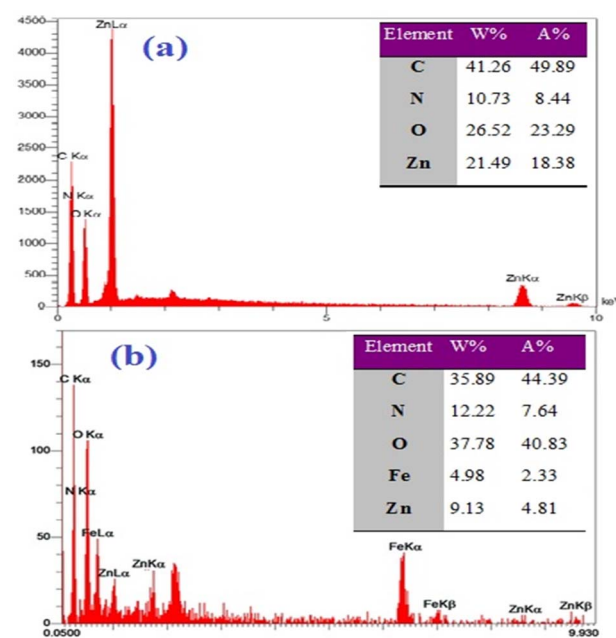 4500
4000
3500
3000
2500
2000
1500
1000
500
0
ZnLα
(a)
C Kα
N Kα
O Kα
ZnKα
ZnKβ
0
5
10
keV
Element W% A%
C 41.26 49.89
N 10.73 8.44
O 26.52 23.29
Zn 21.49 18.38
150
100
50
0
(b)
C Kα
O Kα
N Kα
FeLα
ZnLα
ZnKα
FeKα
FeKβ
ZnKα
ZnKβ
0.0500
9.9330
Element W% A%
C 35.89 44.39
N 12.22 7.64
O 37.78 40.83
Fe 4.98 2.33
Zn 9.13 4.81